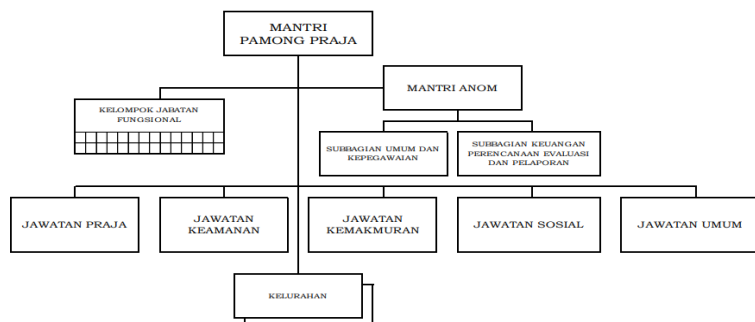 MANTRI
PAMONG PRAJA
MANTRI ANOM
KELOMPOK JABATAN
FUNGSIONAL
SUBBAGIAN UMUM DAN
KEPEGAWAIAN
SUBBAGIAN KEUANGAN
PERENCANAAN EVALUASI
DAN PELAPORAN
JAWATAN PRAJA
JAWATAN
KEAMANAN
JAWATAN
KEMAKMURAN
JAWATAN SOSIAL
JAWATAN UMUM
KELURAHAN